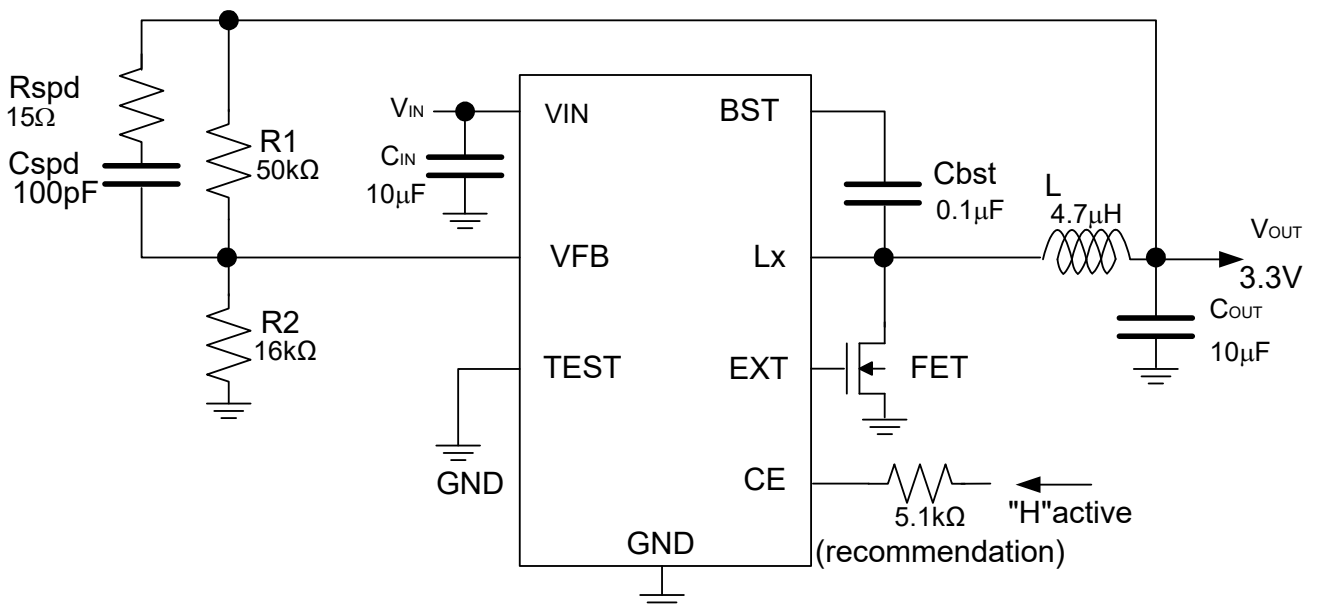 Rspd
15Ω
Cspd
100pF
R1
50kΩ
R2
16kΩ
VIN
CIN
10μF
VIN
VFB
TEST
GND
BST
Lx
EXT
CE
GND
Cbst
0.1μF
L
4.7μH
VOUT
3.3V
COUT
10μF
FET
5.1kΩ
"H"active
(recommendation)